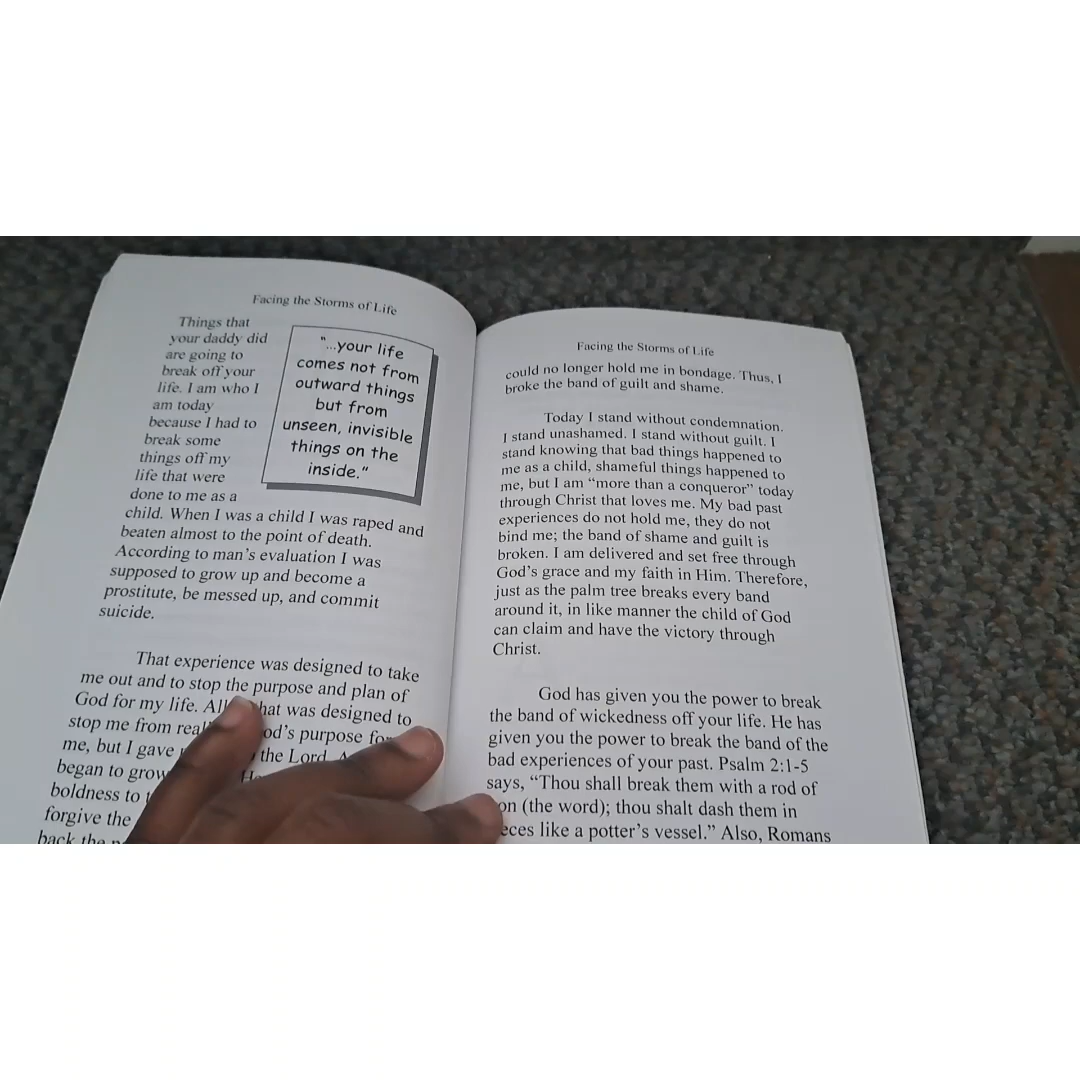 Facing the Storms of Life
Things that
your daddy did
are going to
break off your
life. I am who I
am today
because I had to
break some
things off my
life that were
done to me as a
child. When I was a child I was raped and
beaten almost to the point of death.
According to man's evaluation I was
supposed to grow up and become a
prostitute, be messed up, and commit
suicide.
"...your life
comes not from
outward things
but from
unseen, invisible
things on the
inside."
That experience was designed to take
me out and to stop the purpose and plan of
God for my life. All hat was designed to
stop me from od's purpose
me, but I gave the Lord.
began to grow
boldness to
forgive the
back the
Facing the Storms of Life
could no longer hold me in bondage. Thus, I
broke the band of guilt and shame.
Today I stand without condemnation.
I stand unashamed. I stand without guilt. I
stand knowing that bad things happened to
me as a child, shameful things happened to
me, but I am "more than a conqueror" today
through Christ that loves me. My bad past
experiences do not hold me, they do not
bind me; the band of shame and guilt is
broken. I am delivered and set free through
God's grace and my faith in Him. Therefore,
just as the palm tree breaks every band
around it, in like manner the child of God
can claim and have the victory through
Christ.
God has given you the power to break
the band of wickedness off your life. He has
given you the power to break the band of the
bad experiences of your past. Psalm 2:1-5
says, "Thou shall break them with a rod of
on (the word); thou shalt dash them in
eces like a potter's vessel." Also, Romans